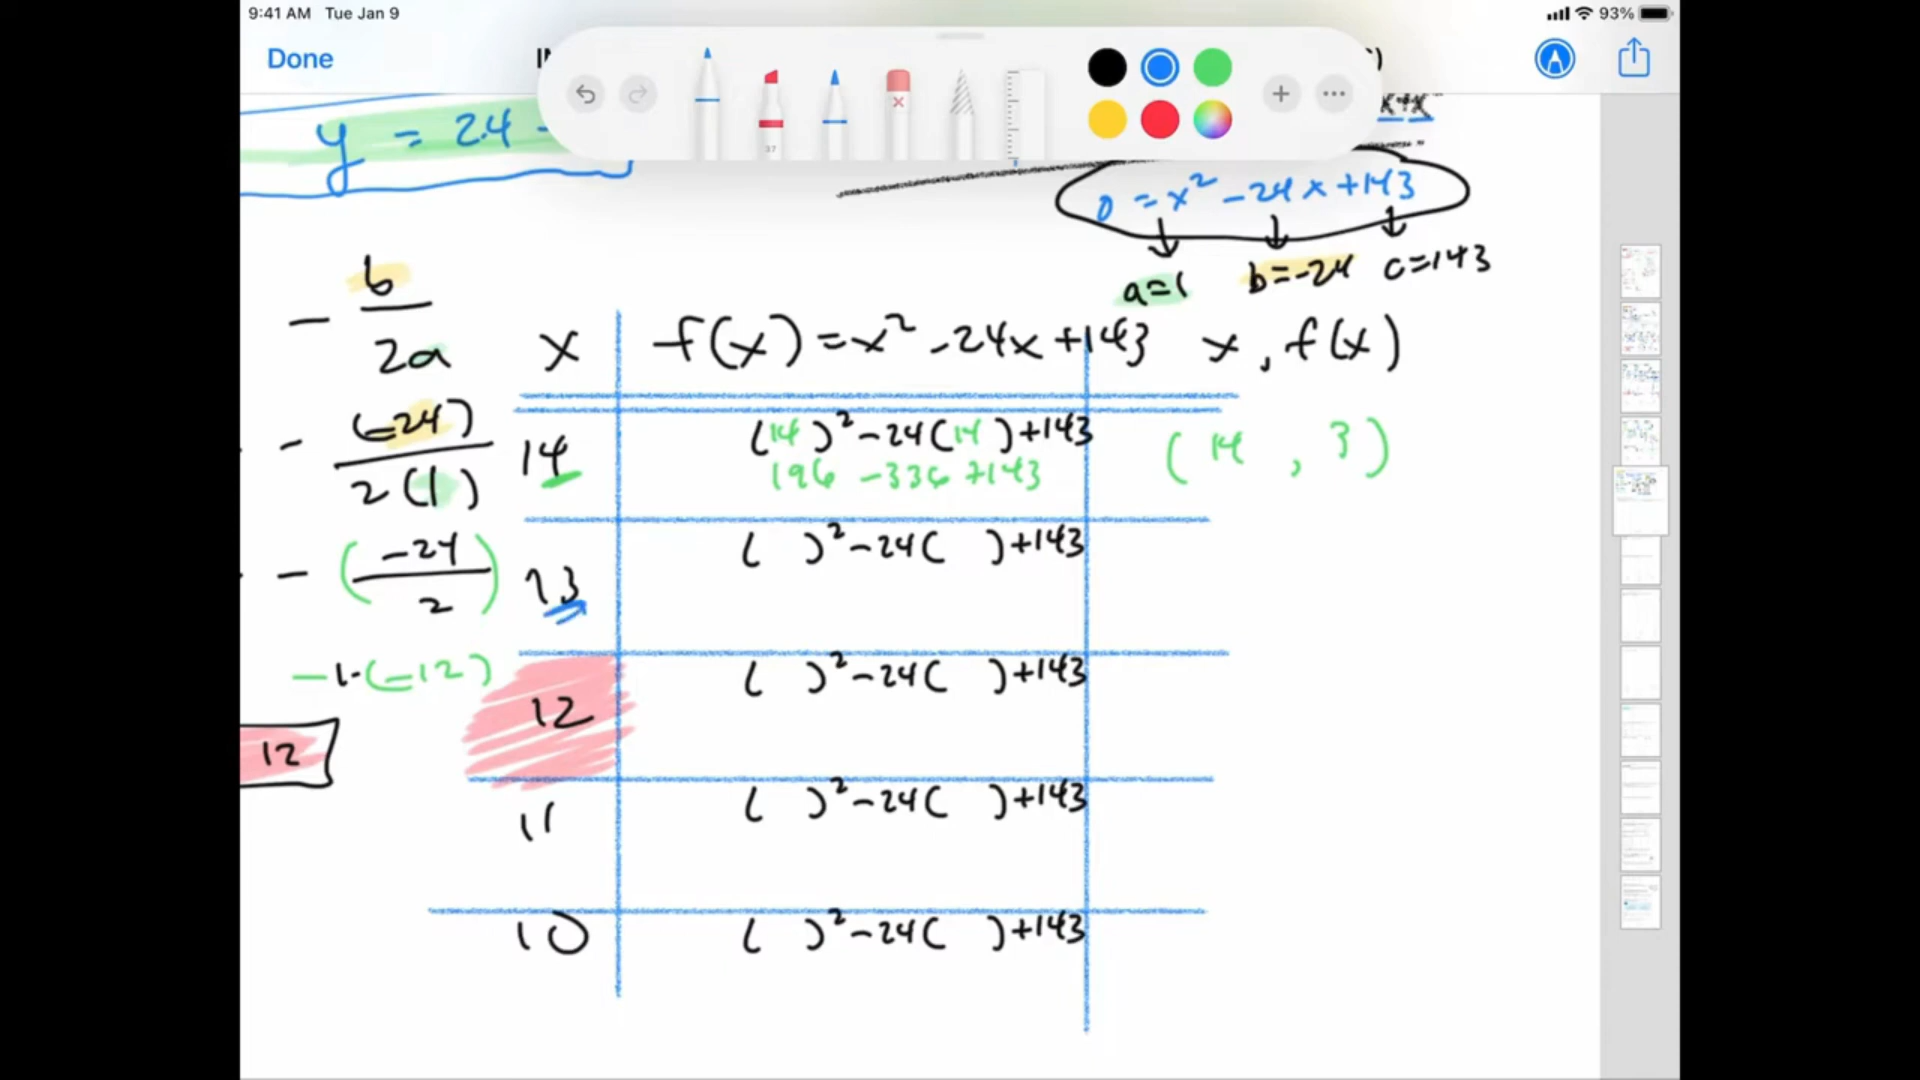 9:41 AM Tue Jan 9
93%
Done
37
y = 24 -
x+x
0 = x² - 24x + 143
a=1 b=-24 c=143
- b/2a
x f(x) = x² - 24x + 143 x, f(x)
- (-24)/2(1)
14 (14)² - 24(14) + 143 (14, 3)
196 - 336 + 143
- (-24/2)
13 ( )² - 24( ) + 143
-1·(-12)
12 ( )² - 24( ) + 143
12
11 ( )² - 24( ) + 143
10 ( )² - 24( ) + 143